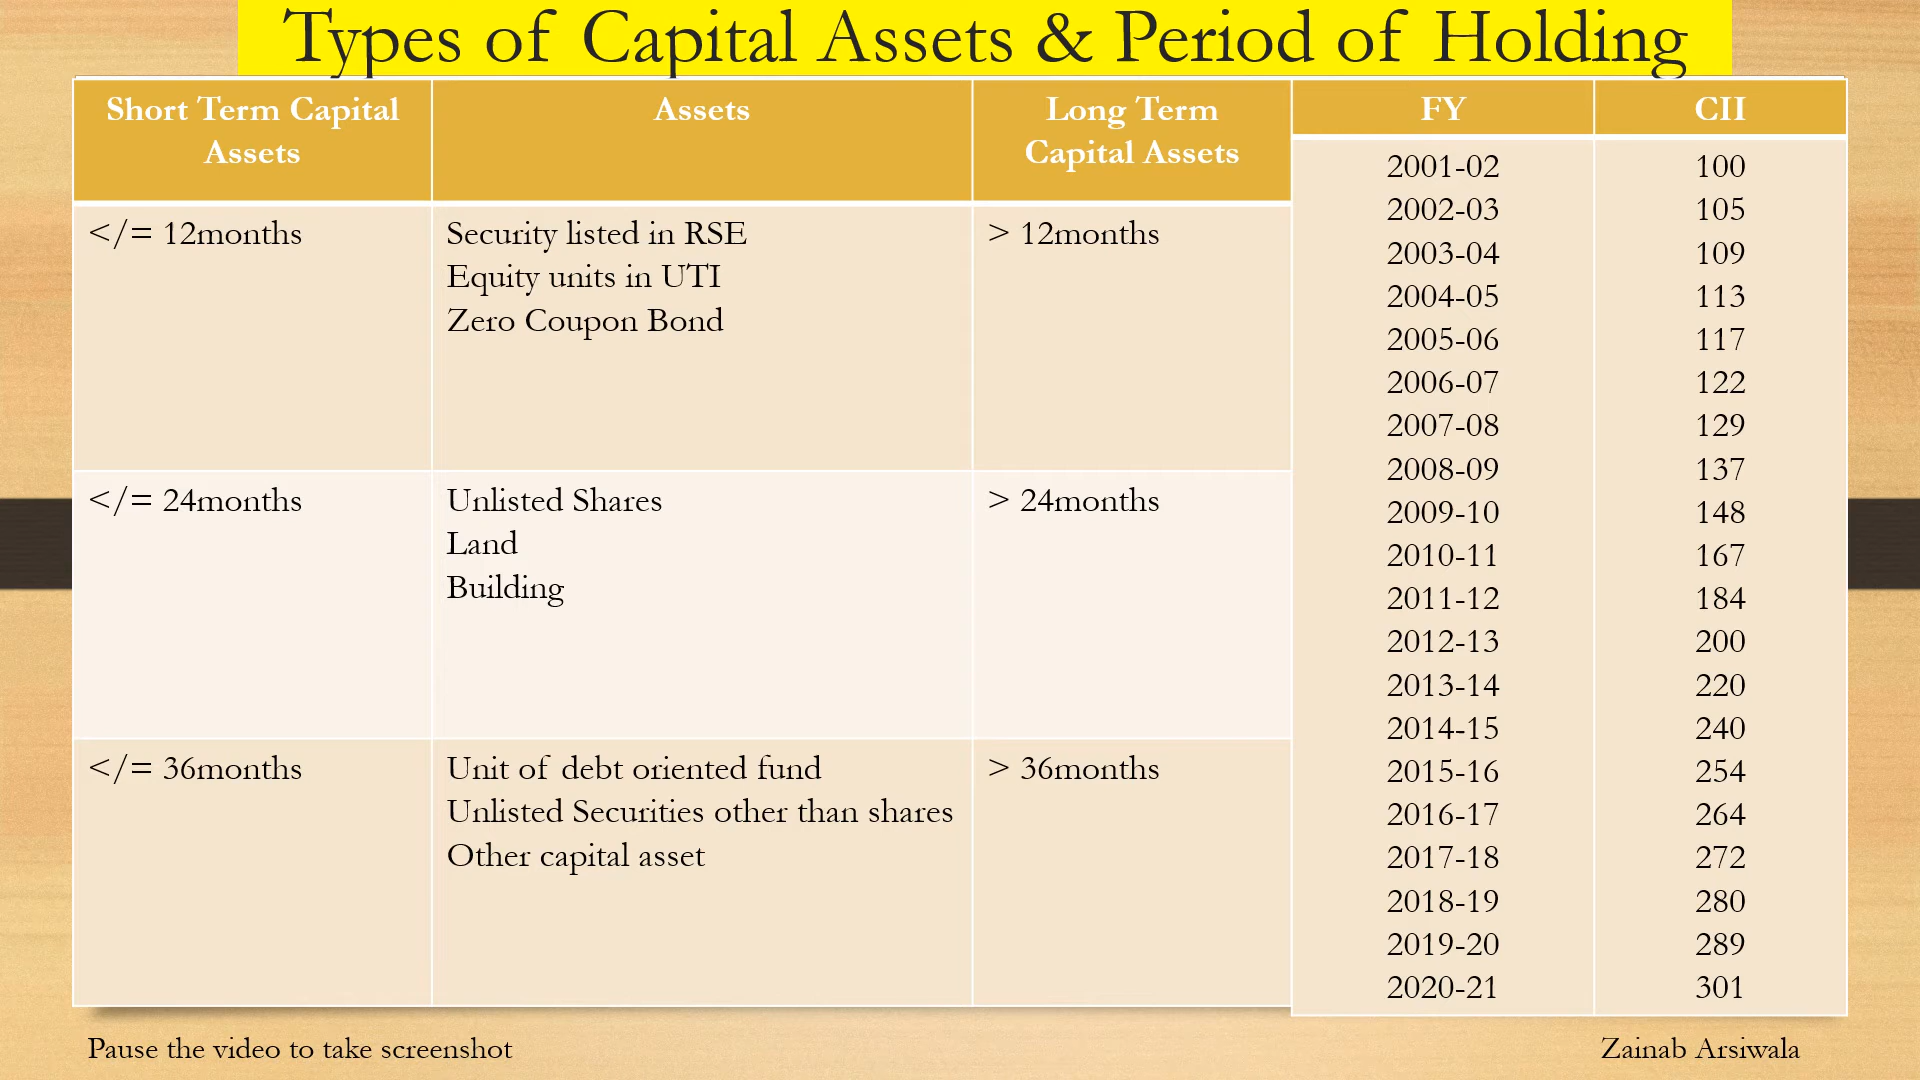 Types of Capital Assets & Period of Holding
Short Term Capital
Assets
Assets
Long Term
Capital Assets
</= 12months
Security listed in RSE
Equity units in UTI
Zero Coupon Bond
> 12months
</= 24months
Unlisted Shares
Land
Building
> 24months
</= 36months
Unit of debt oriented fund
Unlisted Securities other than shares
Other capital asset
> 36months
FY CII
2001-02 100
2002-03 105
2003-04 109
2004-05 113
2005-06 117
2006-07 122
2007-08 129
2008-09 137
2009-10 148
2010-11 167
2011-12 184
2012-13 200
2013-14 220
2014-15 240
2015-16 254
2016-17 264
2017-18 272
2018-19 280
2019-20 289
2020-21 301
Pause the video to take screenshot
Zainab Arsiwala